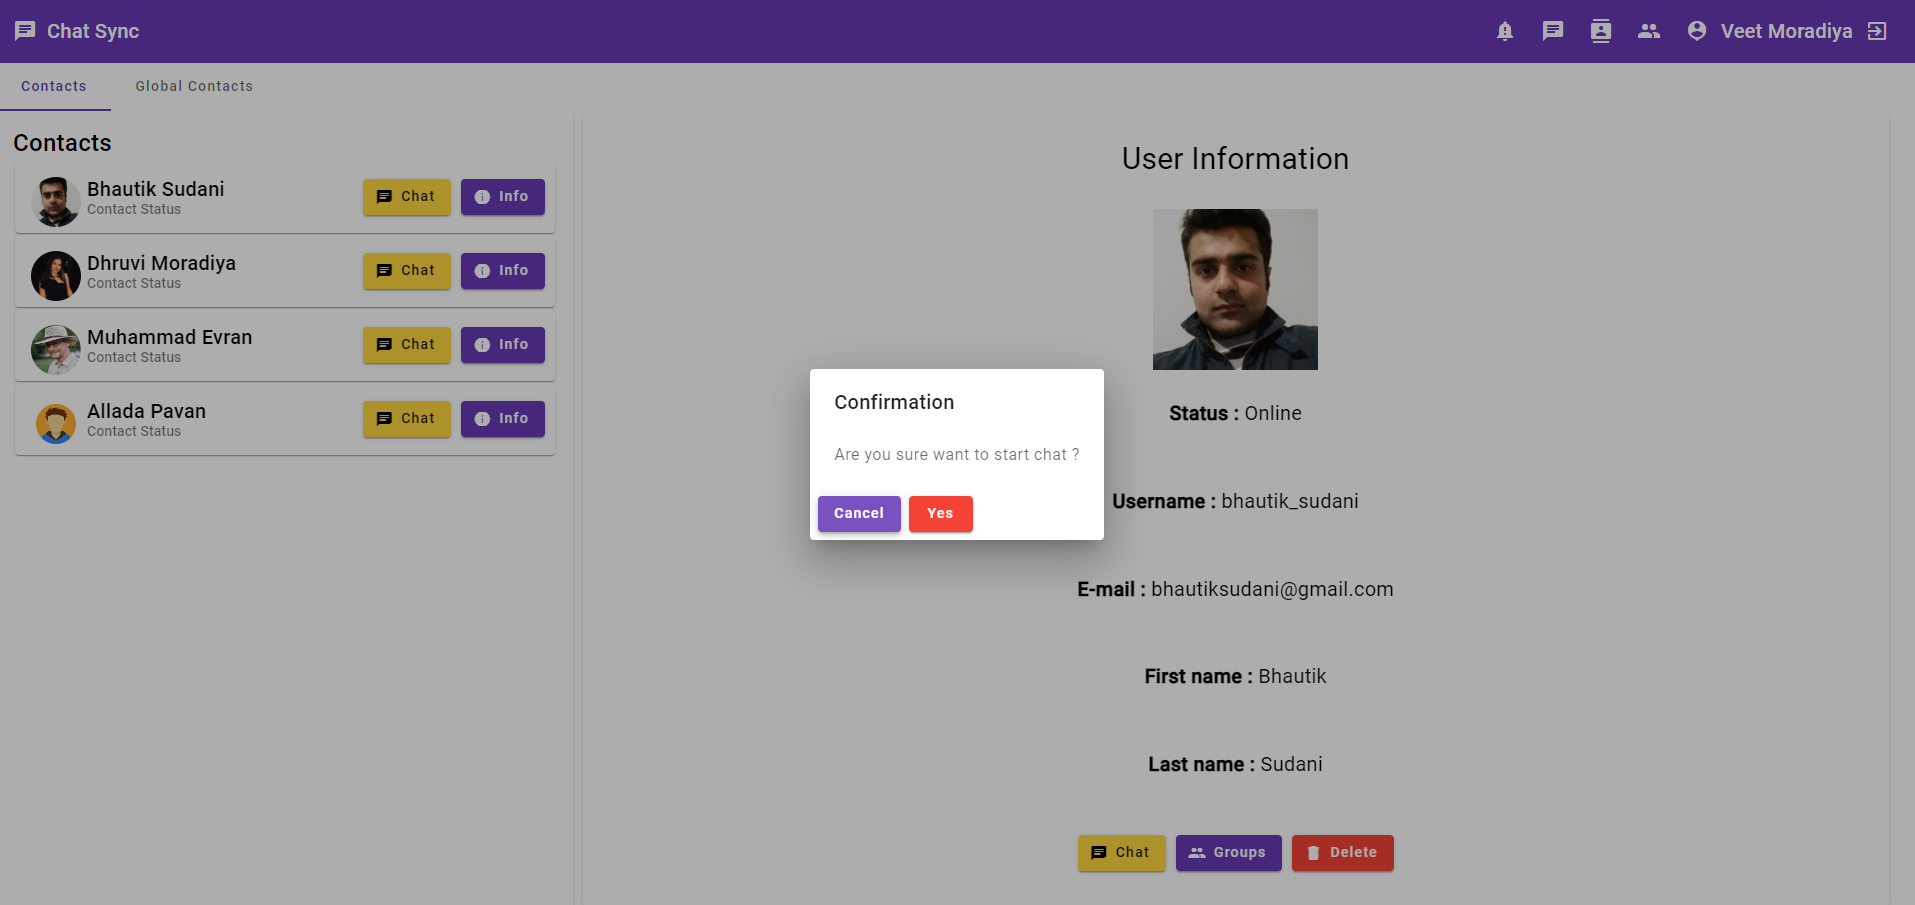 Chat Sync
Veet Moradiya
Contacts
Global Contacts
Contacts
Bhautik Sudani
Contact Status
Chat
Info
Dhruvi Moradiya
Contact Status
Chat
Info
Muhammad Evran
Contact Status
Chat
Info
Allada Pavan
Contact Status
Chat
Info
User Information
Status : Online
Username : bhautik_sudani
E-mail : bhautiksudani@gmail.com
First name : Bhautik
Last name : Sudani
Chat
Groups
Delete
Confirmation
Are you sure want to start chat ?
Cancel
Yes